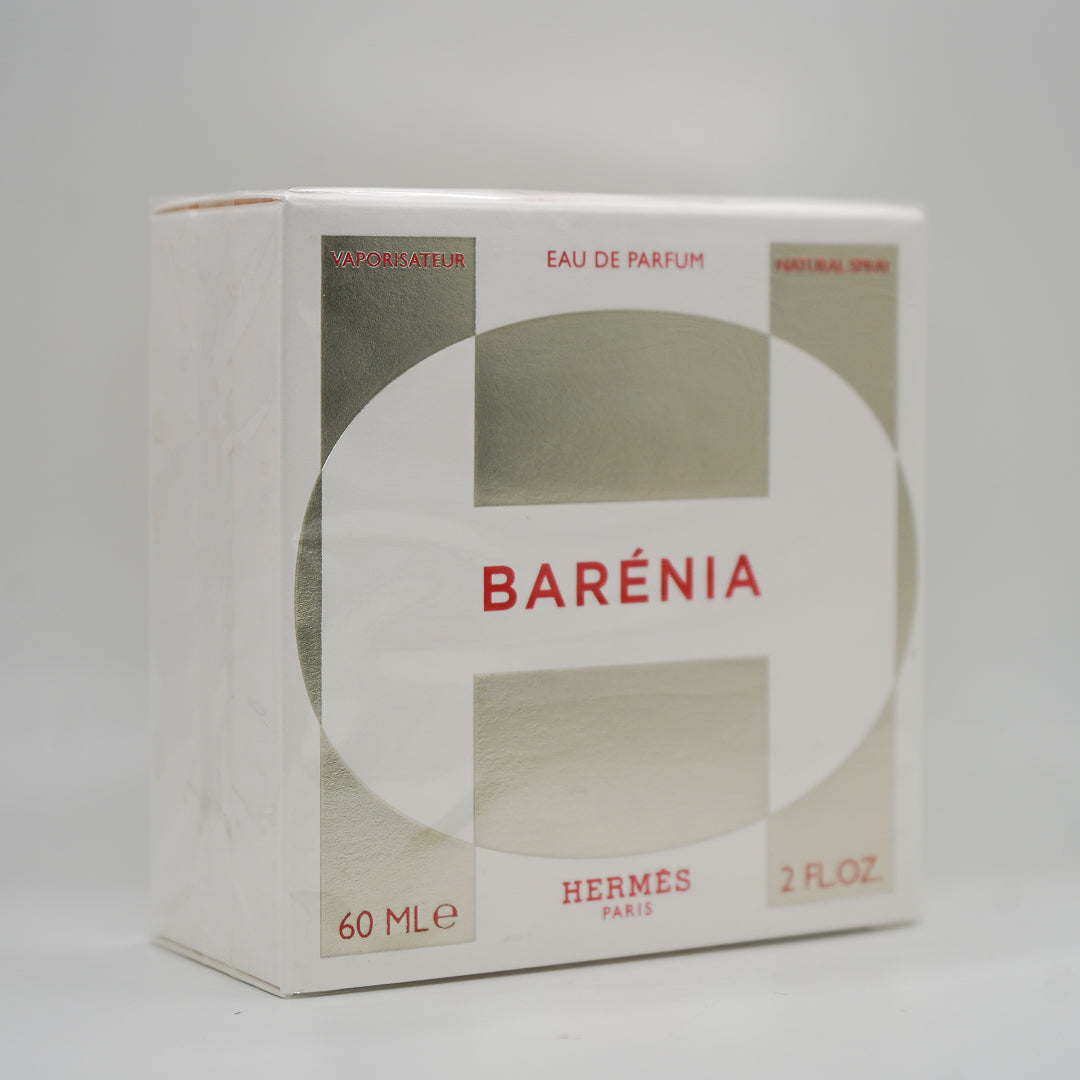 VAPORISATEUR
EAU DE PARFUM
NATURAL SPRAY
BARÉNIA
HERMÈS
PARIS
60 ML℮
2 FL.OZ.